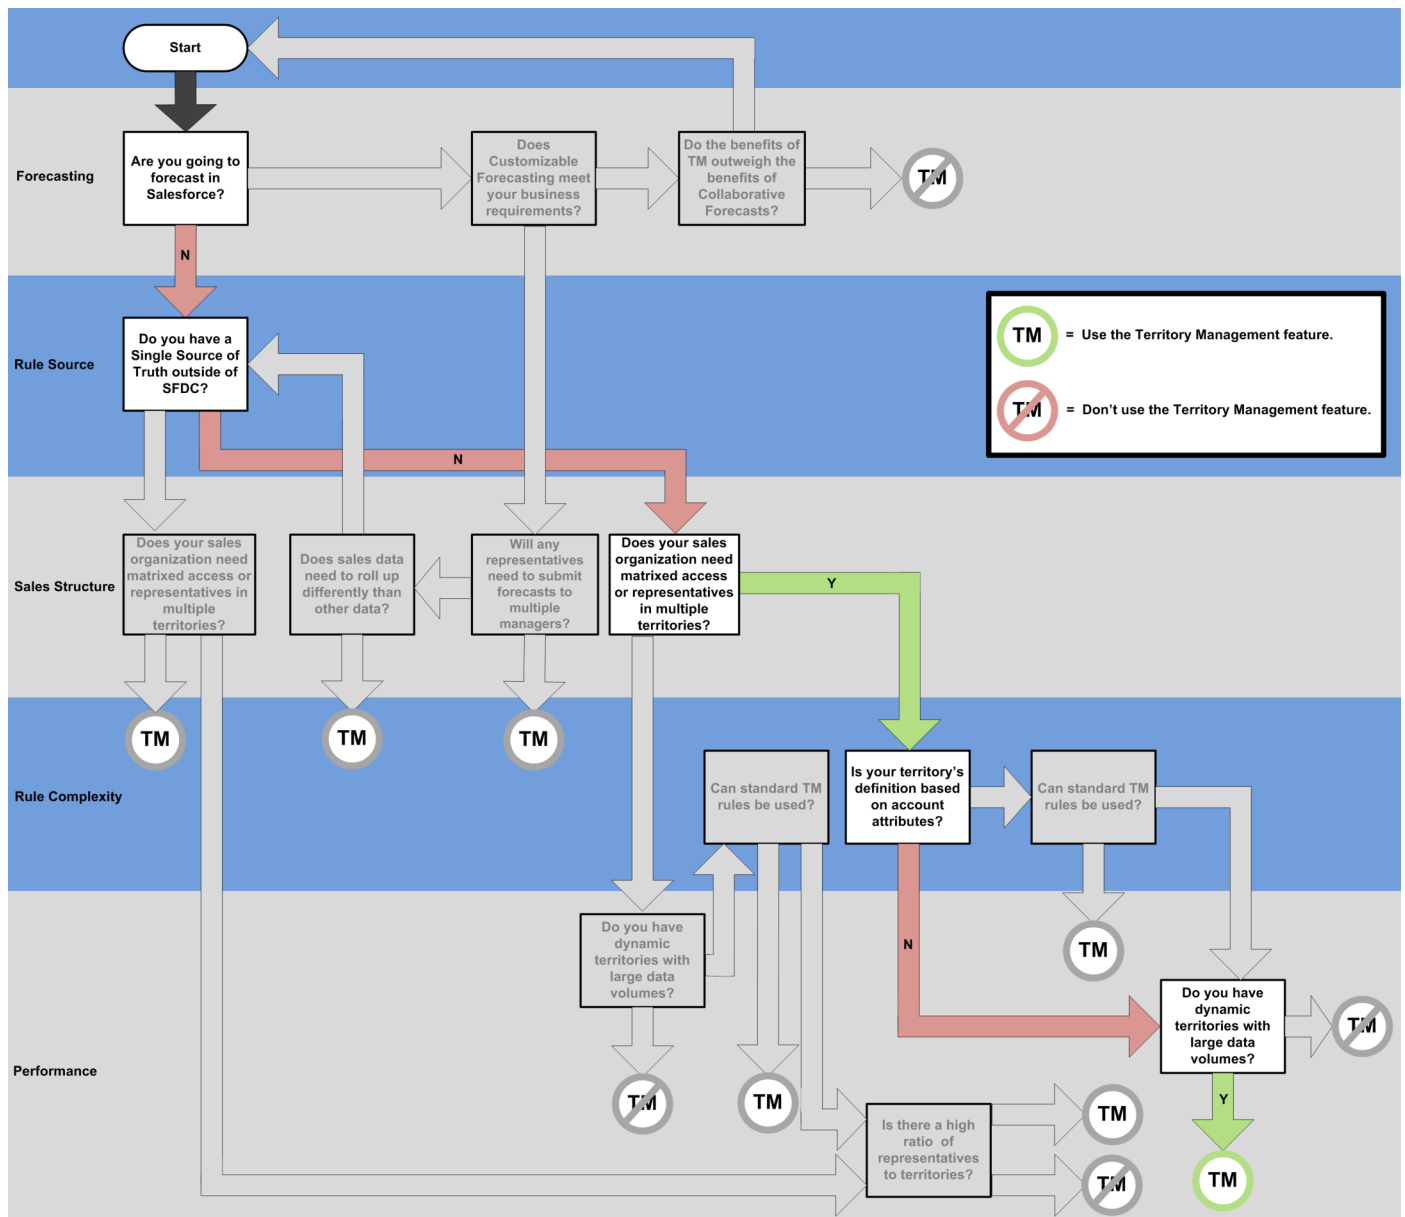 Start
Forecasting
Are you going to
forecast in
Salesforce?
Does
Customizable
Forecasting meet
your business
requirements?
Do the benefits of
TM outweigh the
benefits of
Collaborative
Forecasts?
TM
N
Rule Source
Do you have a
Single Source of
Truth outside of
SFDC?
TM
= Use the Territory Management feature.
TM
= Don't use the Territory Management feature.
N
Sales Structure
Does your sales
organization need
matrixed access or
representatives in
multiple
territories?
Does sales data
need to roll up
differently than
other data?
Will any
representatives
need to submit
forecasts to
multiple
managers?
Does your sales
organization need
matrixed access
or representatives
in multiple
territories?
Y
TM
TM
TM
Rule Complexity
Can standard TM
rules be used?
Is your territory's
definition based
on account
attributes?
Can standard TM
rules be used?
Performance
Do you have
dynamic
territories with
large data
volumes?
N
TM
Do you have
dynamic
territories with
large data
volumes?
TM
TM
TM
Y
Is there a high
ratio of
representatives
to territories?
TM
TM
TM